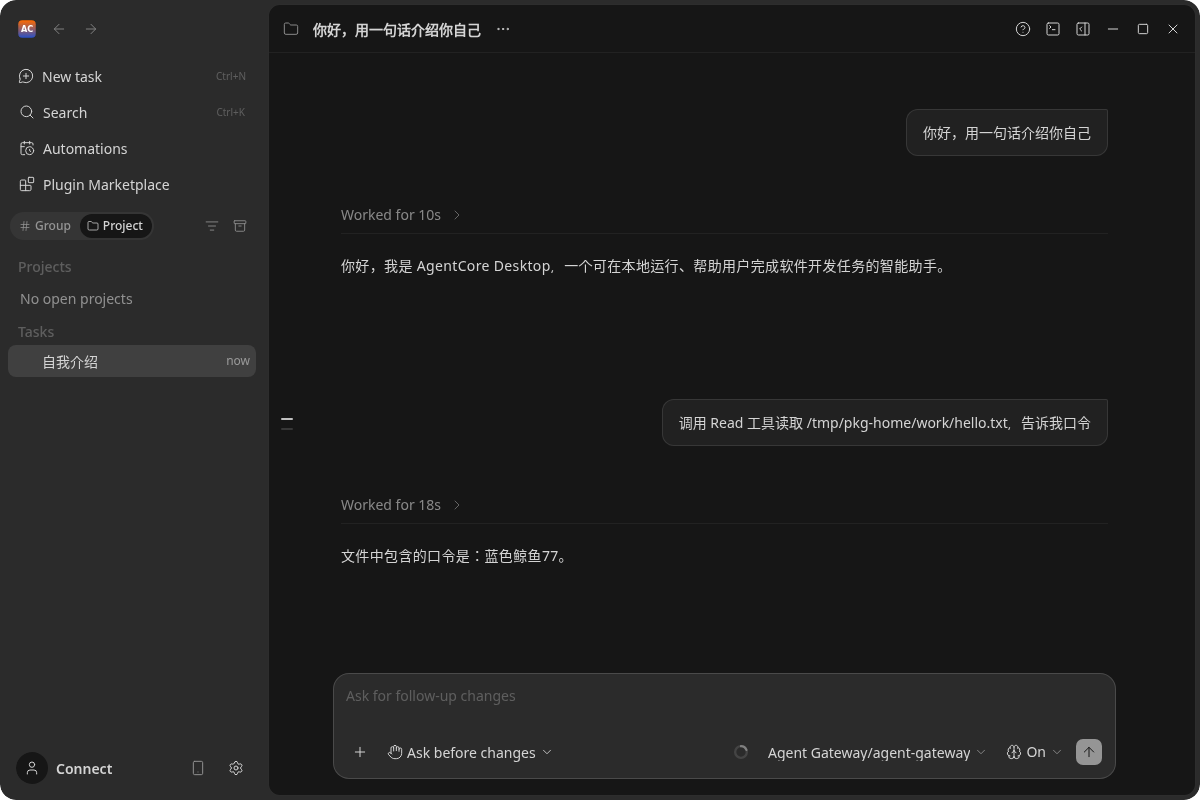 AC
你好，用一句话介绍你自己 ···
New task Ctrl+N
Search Ctrl+K
Automations
Plugin Marketplace
# Group Project
Projects
No open projects
Tasks
自我介绍 now
Connect
你好，用一句话介绍你自己
Worked for 10s
你好，我是 AgentCore Desktop，一个可在本地运行、帮助用户完成软件开发任务的智能助手。
调用 Read 工具读取 /tmp/pkg-home/work/hello.txt，告诉我口令
Worked for 18s
文件中包含的口令是：蓝色鲸鱼77。
Ask for follow-up changes
Ask before changes Agent Gateway/agent-gateway On